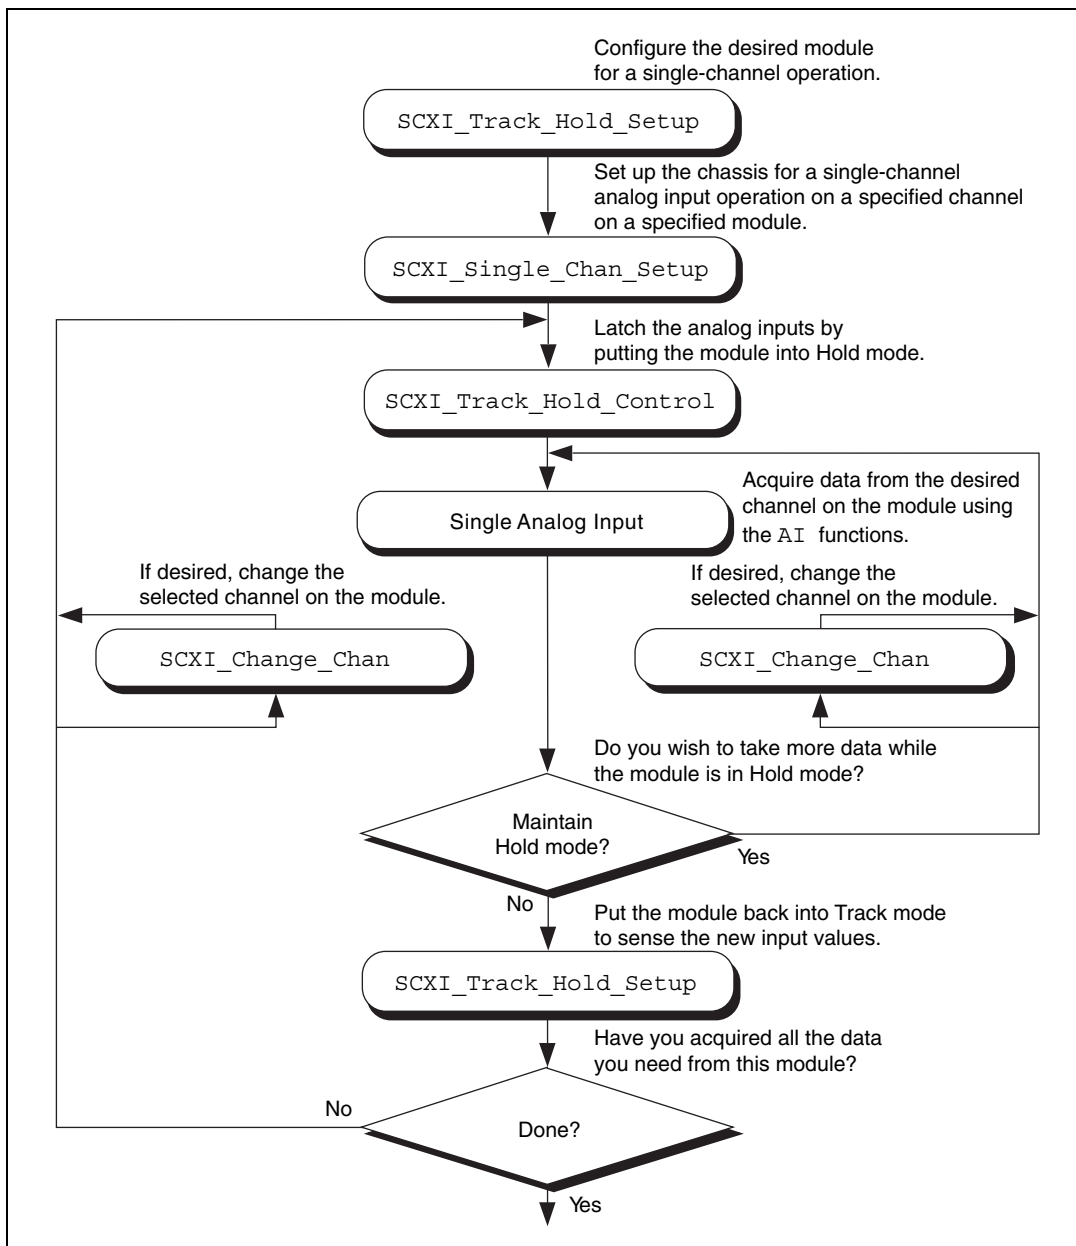 Configure the desired module
for a single-channel operation.
SCXI_Track_Hold_Setup
Set up the chassis for a single-channel
analog input operation on a specified channel
on a specified module.
SCXI_Single_Chan_Setup
Latch the analog inputs by
putting the module into Hold mode.
SCXI_Track_Hold_Control
Single Analog Input
Acquire data from the desired
channel on the module using
the AI functions.
If desired, change the
selected channel on the module.
SCXI_Change_Chan
If desired, change the
selected channel on the module.
SCXI_Change_Chan
Do you wish to take more data while
the module is in Hold mode?
Maintain
Hold mode?
Yes
No
Put the module back into Track mode
to sense the new input values.
SCXI_Track_Hold_Setup
Have you acquired all the data
you need from this module?
No
Done?
Yes